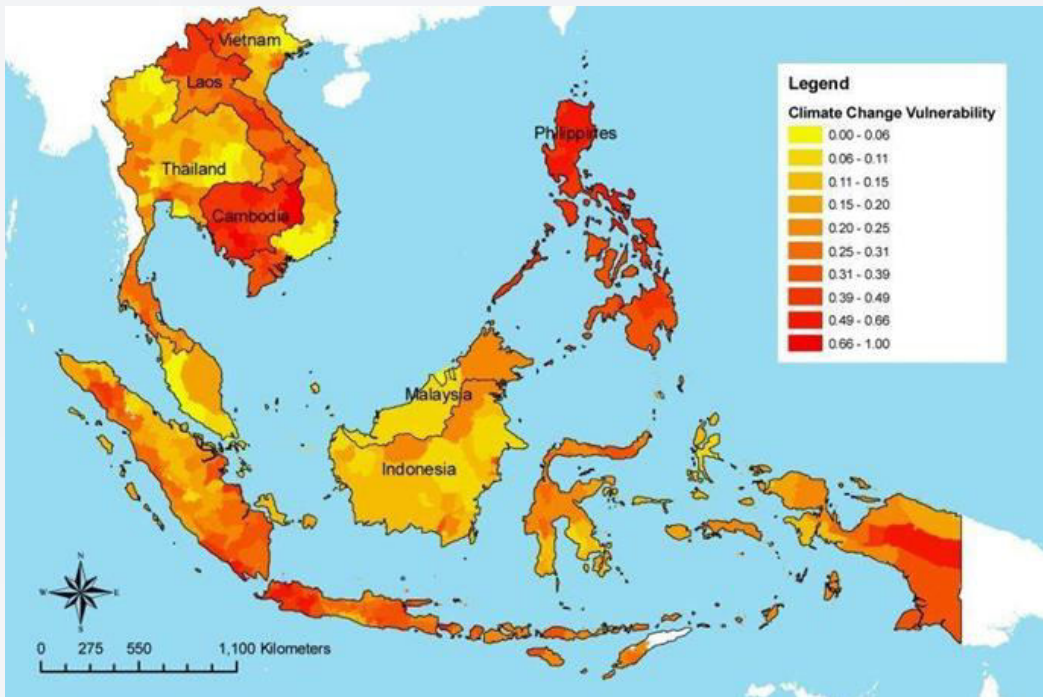 Vietnam
Laos
Thailand
Cambodia
Philippines
Malaysia
Indonesia
Legend
Climate Change Vulnerability
0.00 - 0.06
0.06 - 0.11
0.11 - 0.15
0.15 - 0.20
0.20 - 0.25
0.25 - 0.31
0.31 - 0.39
0.39 - 0.49
0.49 - 0.66
0.66 - 1.00
N
W E
S
0 275 550 1,100 Kilometers